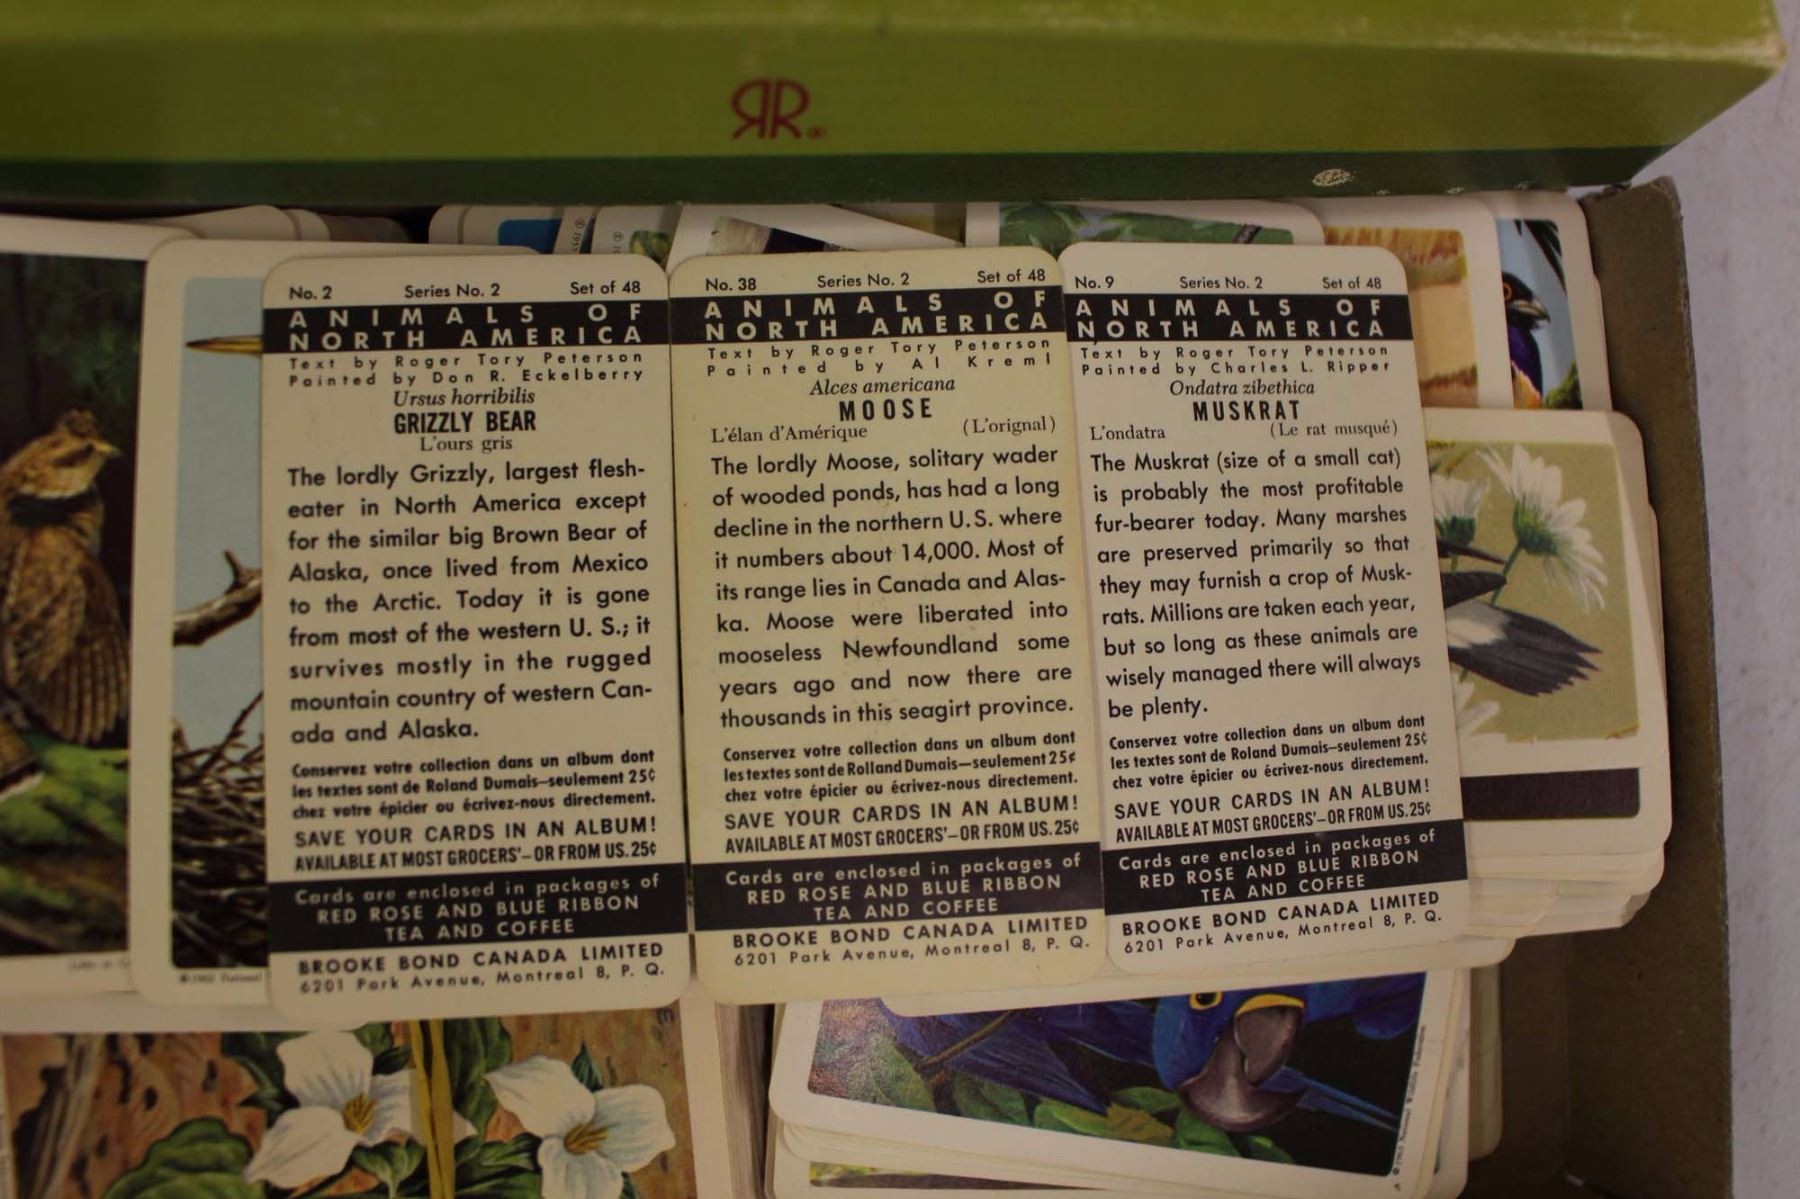 RR®
No. 2 Series No. 2 Set of 48
ANIMALS OF
NORTH AMERICA
Text by Roger Tory Peterson
Painted by Don R. Eckelberry
Ursus horribilis
GRIZZLY BEAR
L'ours gris
The lordly Grizzly, largest flesh-
eater in North America except
for the similar big Brown Bear of
Alaska, once lived from Mexico
to the Arctic. Today it is gone
from most of the western U. S.; it
survives mostly in the rugged
mountain country of western Can-
ada and Alaska.
Conservez votre collection dans un album dont
les textes sont de Roland Dumais—seulement 25¢
chez votre épicier ou écrivez-nous directement.
SAVE YOUR CARDS IN AN ALBUM!
AVAILABLE AT MOST GROCERS'—OR FROM US. 25¢
Cards are enclosed in packages of
RED ROSE AND BLUE RIBBON
TEA AND COFFEE
BROOKE BOND CANADA LIMITED
6201 Park Avenue, Montreal 8, P. Q.
No. 38 Series No. 2 Set of 48
ANIMALS OF
NORTH AMERICA
Text by Roger Tory Peterson
Painted by Al Kreml
Alces americana
MOOSE
L'élan d'Amérique (L'orignal)
The lordly Moose, solitary wader
of wooded ponds, has had a long
decline in the northern U. S. where
it numbers about 14,000. Most of
its range lies in Canada and Alas-
ka. Moose were liberated into
mooseless Newfoundland some
years ago and now there are
thousands in this seagirt province.
Conservez votre collection dans un album dont
les textes sont de Rolland Dumais—seulement 25¢
chez votre épicier ou écrivez-nous directement.
SAVE YOUR CARDS IN AN ALBUM!
AVAILABLE AT MOST GROCERS'—OR FROM US. 25¢
Cards are enclosed in packages of
RED ROSE AND BLUE RIBBON
TEA AND COFFEE
BROOKE BOND CANADA LIMITED
6201 Park Avenue, Montreal 8, P. Q.
No. 9 Series No. 2 Set of 48
ANIMALS OF
NORTH AMERICA
Text by Roger Tory Peterson
Painted by Charles L. Ripper
Ondatra zibethica
MUSKRAT
L'ondatra (Le rat musqué)
The Muskrat (size of a small cat)
is probably the most profitable
fur-bearer today. Many marshes
are preserved primarily so that
they may furnish a crop of Musk-
rats. Millions are taken each year,
but so long as these animals are
wisely managed there will always
be plenty.
Conservez votre collection dans un album dont
les textes sont de Roland Dumais—seulement 25¢
chez votre épicier ou écrivez-nous directement.
SAVE YOUR CARDS IN AN ALBUM!
AVAILABLE AT MOST GROCERS'—OR FROM US. 25¢
Cards are enclosed in packages of
RED ROSE AND BLUE RIBBON
TEA AND COFFEE
BROOKE BOND CANADA LIMITED
6201 Park Avenue, Montreal 8, P. Q.